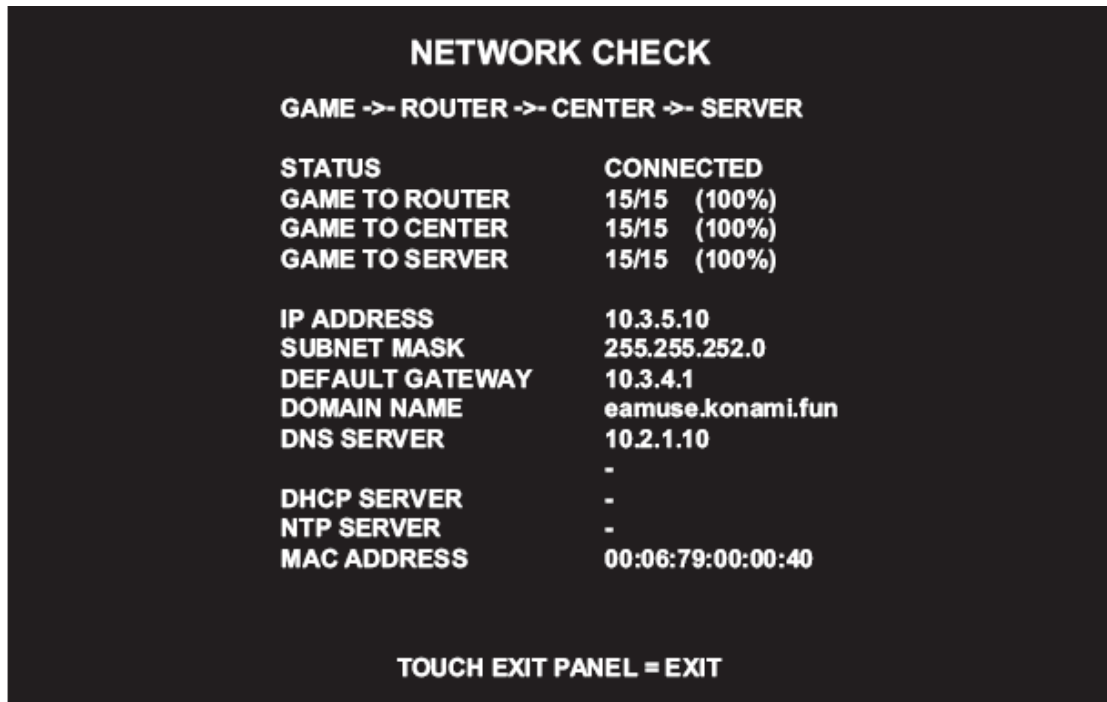 NETWORK CHECK
GAME ->- ROUTER ->- CENTER ->- SERVER
STATUS CONNECTED
GAME TO ROUTER 15/15 (100%)
GAME TO CENTER 15/15 (100%)
GAME TO SERVER 15/15 (100%)
IP ADDRESS 10.3.5.10
SUBNET MASK 255.255.252.0
DEFAULT GATEWAY 10.3.4.1
DOMAIN NAME eamuse.konami.fun
DNS SERVER 10.2.1.10
-
DHCP SERVER -
NTP SERVER -
MAC ADDRESS 00:06:79:00:00:40
TOUCH EXIT PANEL = EXIT